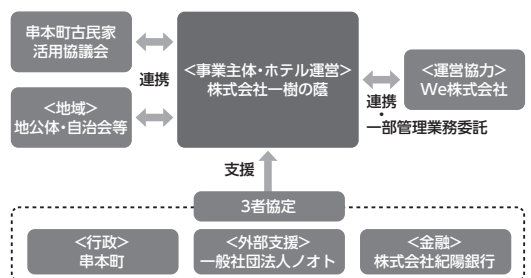 串本町古民家
活用協議会
連携
<地域>
地公体・自治会等
<事業主体・ホテル運営>
株式会社一樹の蔭
<運営協力>
We株式会社
連携
・
一部管理業務委託
支援
3者協定
<行政>
串本町
<外部支援>
一般社団法人ノオト
<金融>
株式会社紀陽銀行